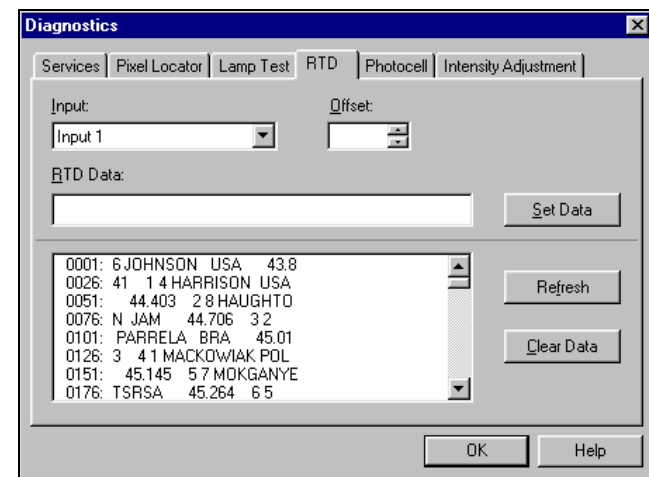 Diagnostics
Services Pixel Locator Lamp Test RTD Photocell Intensity Adjustment
Input: Offset:
Input 1
RTD Data:
Set Data
0001: 6JOHNSON USA 43.8
0026: 41 1 4 HARRISON USA
0051: 44.403 2 8 HAUGHTO
0076: N JAM 44.706 3 2
0101: PARRELA BRA 45.01
0126: 3 4 1 MACKOWIAK POL
0151: 45.145 5 7 MOKGANYE
0176: TSRSA 45.264 6 5
Refresh
Clear Data
OK Help